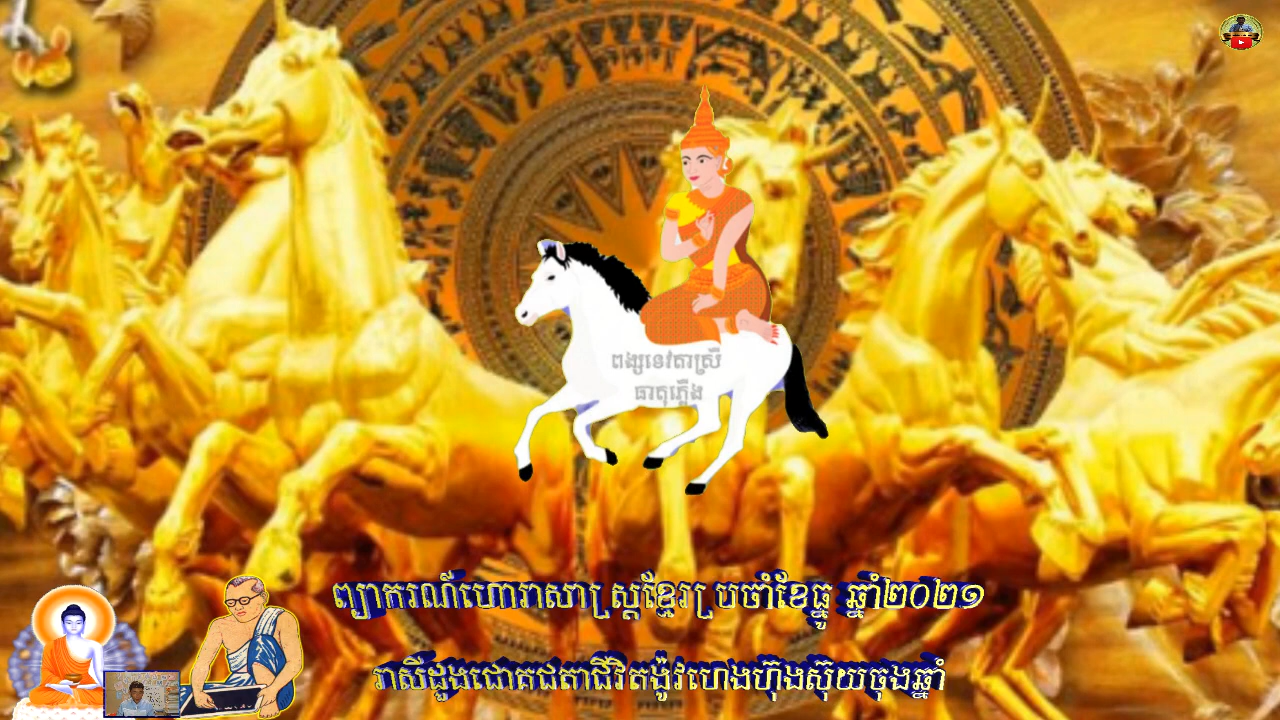 ពង្សទេវតាស្រី
ធាតុភ្លើង
ព្យាករណ៍ហោរាសាស្ត្រខ្មែរប្រចាំខែធ្នូ ឆ្នាំ២០២១
រាសីដួងជោគជតាជីវិតង៉ូវហេងហ៊ុងស៊ុយចុងឆ្នាំ